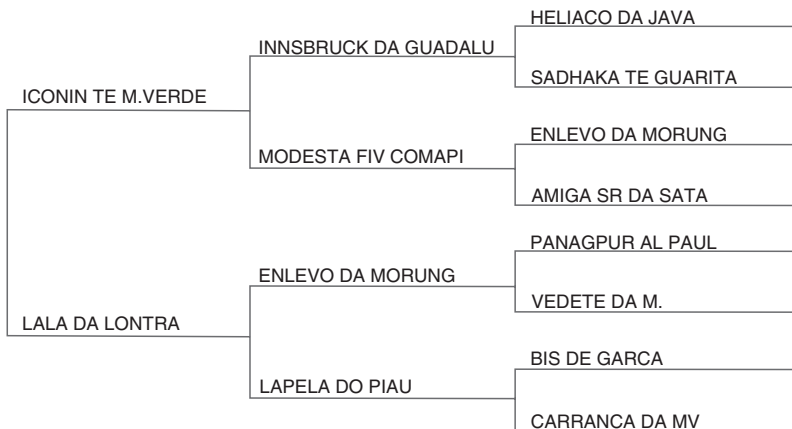 HELIACO DA JAVA
INNSBRUCK DA GUADALU
SADHAKA TE GUARITA
ICONIN TE M.VERDE
ENLEVO DA MORUNG
MODESTA FIV COMAPI
AMIGA SR DA SATA
PANAGPUR AL PAUL
ENLEVO DA MORUNG
VEDETE DA M.
LALA DA LONTRA
BIS DE GARCA
LAPELA DO PIAU
CARRANCA DA MV